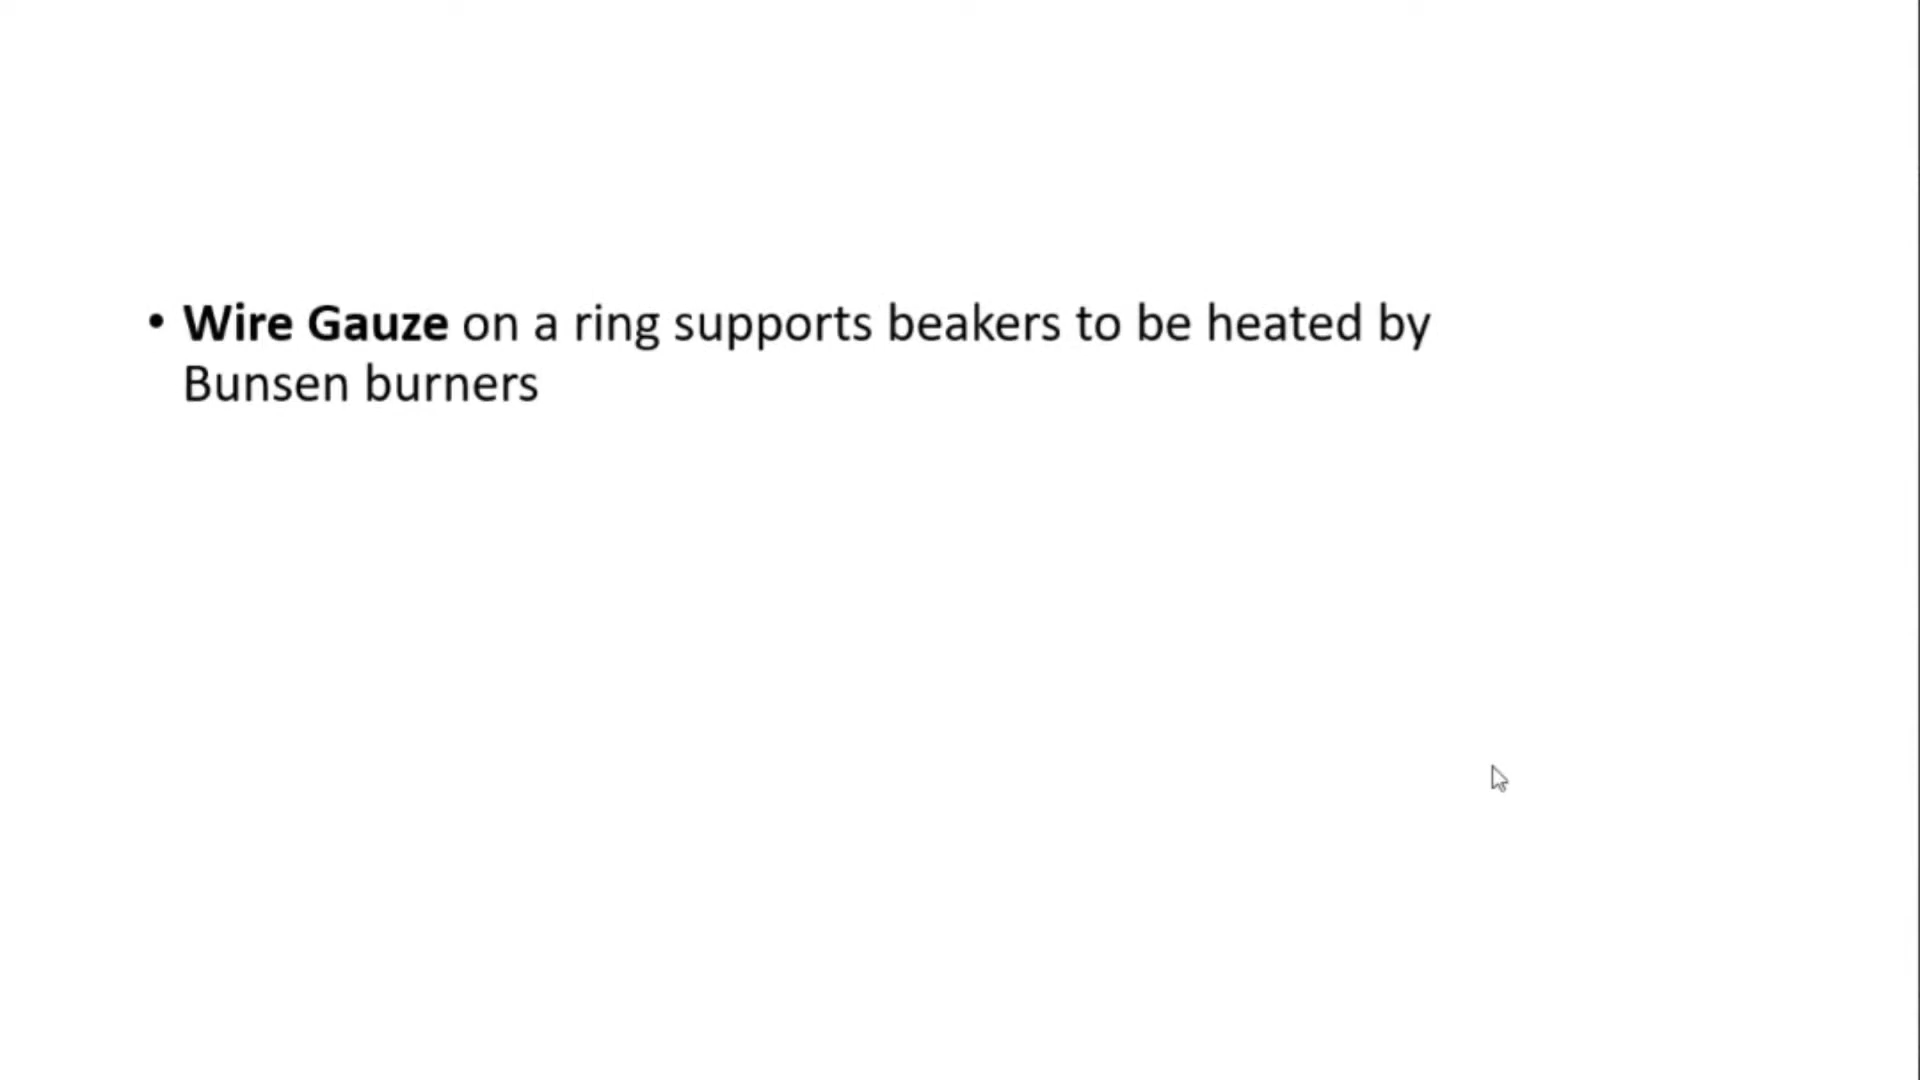 • Wire Gauze on a ring supports beakers to be heated by
Bunsen burners